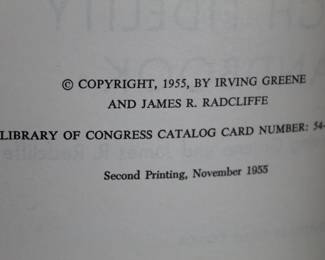 © COPYRIGHT, 1955, BY IRVING GREENE
AND JAMES R. RADCLIFFE
LIBRARY OF CONGRESS CATALOG CARD NUMBER: 54-
Second Printing, November 1955